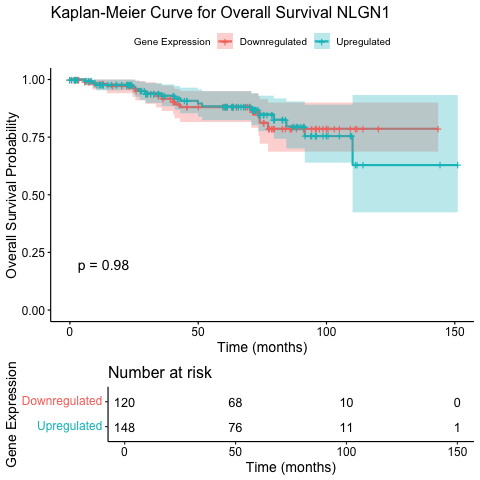 Kaplan-Meier Curve for Overall Survival NLGN1
Gene Expression Downregulated Upregulated
Overall Survival Probability
1.00
0.75
0.50
0.25
0.00
p = 0.98
0 50 100 150
Time (months)
Number at risk
Gene Expression
Downregulated 120 68 10 0
Upregulated 148 76 11 1
0 50 100 150
Time (months)